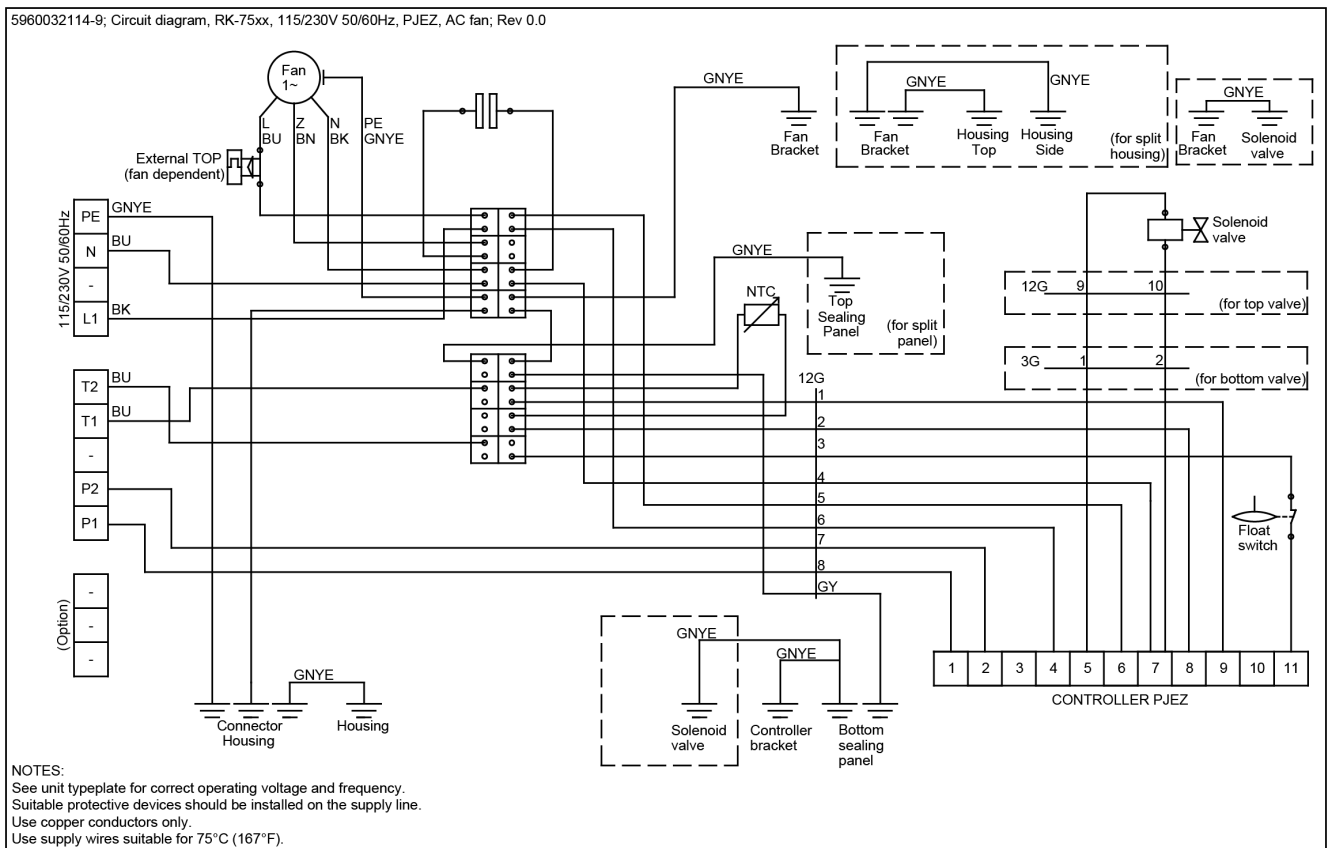 5960032114-9; Circuit diagram, RK-75xx, 115/230V 50/60Hz, PJEZ, AC fan; Rev 0.0
Fan
1~
L
BU
Z
BN
N
BK
PE
GNYE
External TOP
(fan dependent)
GNYE
Fan
Bracket
GNYE
GNYE
Fan
Bracket
Housing
Top
Housing
Side
(for split
housing)
GNYE
Fan
Bracket
Solenoid
valve
115/230V 50/60Hz
PE
GNYE
N
BU
-
L1
BK
T2
BU
T1
BU
-
P2
P1
(Option)
-
-
-
GNYE
NTC
Top
Sealing
Panel
(for split
panel)
Solenoid
valve
12G
9
10
(for top valve)
3G
1
2
(for bottom valve)
12G
1
2
3
4
5
6
7
8
GY
Float
switch
GNYE
Connector
Housing
Housing
GNYE
GNYE
Solenoid
valve
Controller
bracket
Bottom
sealing
panel
1 2 3 4 5 6 7 8 9 10 11
CONTROLLER PJEZ
NOTES:
See unit typeplate for correct operating voltage and frequency.
Suitable protective devices should be installed on the supply line.
Use copper conductors only.
Use supply wires suitable for 75°C (167°F).